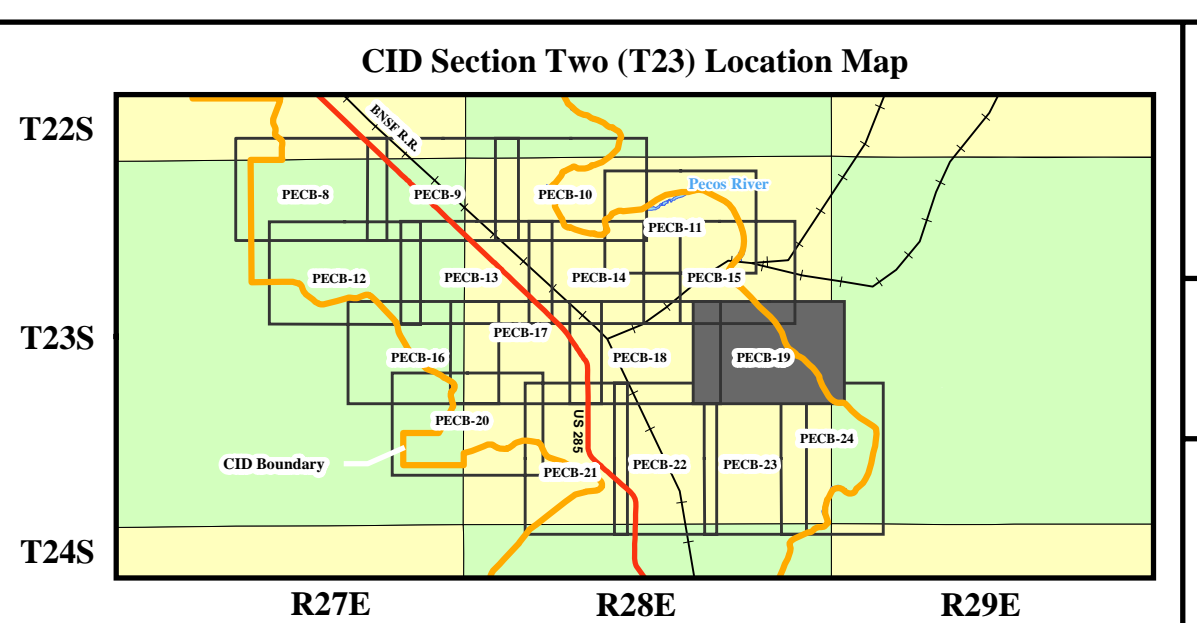 CID Section Two (T23) Location Map
T22S
BNSF R.R.
PECB-8
PECB-9
PECB-10
Pecos River
PECB-11
PECB-12
PECB-13
PECB-14
PECB-15
T23S
PECB-16
PECB-17
PECB-18
PECB-19
PECB-20
US 285
PECB-24
CID Boundary
PECB-21
PECB-22
PECB-23
T24S
R27E
R28E
R29E